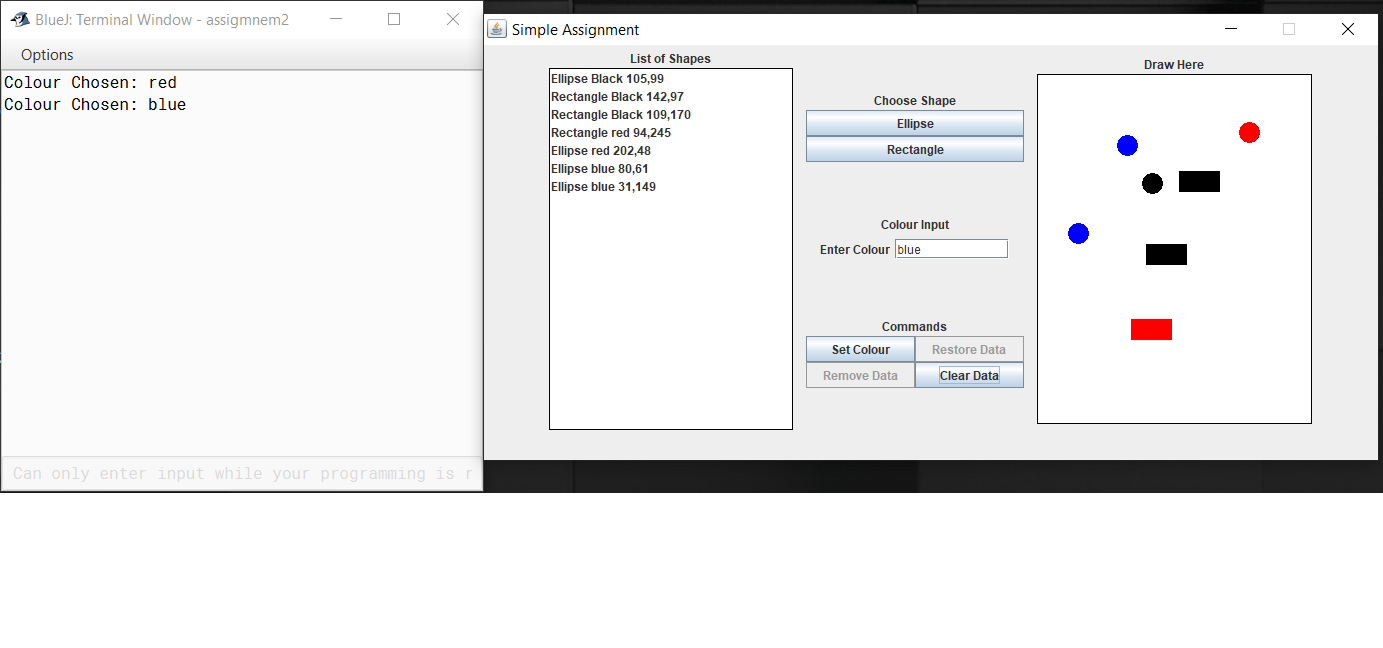 BlueJ: Terminal Window - assigmnem2
Options
Colour Chosen: red
Colour Chosen: blue
Can only enter input while your programming is r
Simple Assignment
List of Shapes
Ellipse Black 105,99
Rectangle Black 142,97
Rectangle Black 109,170
Rectangle red 94,245
Ellipse red 202,48
Ellipse blue 80,61
Ellipse blue 31,149
Choose Shape
Ellipse
Rectangle
Colour Input
Enter Colour blue
Commands
Set Colour Restore Data
Remove Data Clear Data
Draw Here